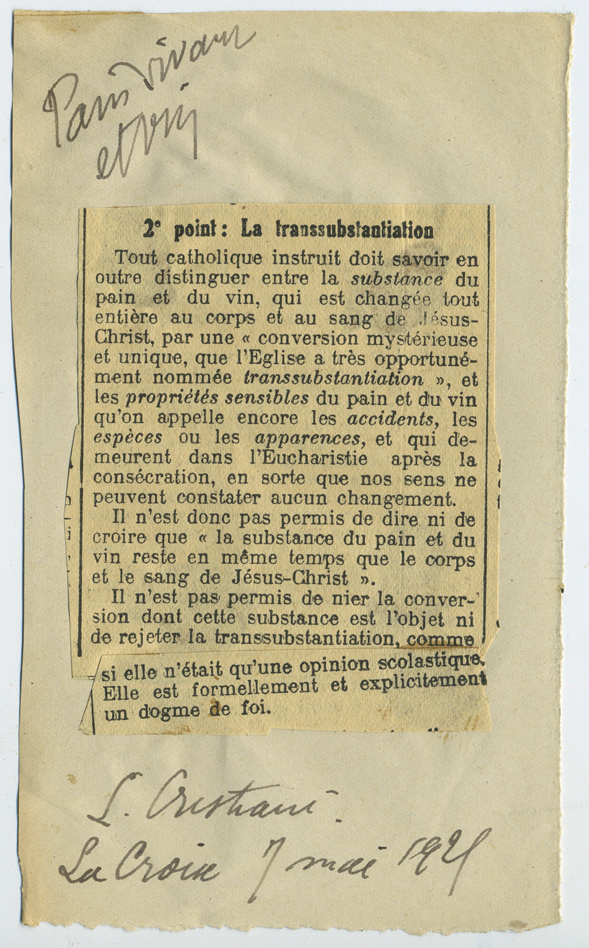 Pain vivant
et vin
2e point : La transsubstantiation
Tout catholique instruit doit savoir en
outre distinguer entre la substance du
pain et du vin, qui est changée tout
entière au corps et au sang de Jésus-
Christ, par une « conversion mystérieuse
et unique, que l'Eglise a très opportuné-
ment nommée transsubstantiation », et
les propriétés sensibles du pain et du vin
qu'on appelle encore les accidents, les
espèces ou les apparences, et qui de-
meurent dans l'Eucharistie après la
consécration, en sorte que nos sens ne
peuvent constater aucun changement.
Il n'est donc pas permis de dire ni de
croire que « la substance du pain et du
vin reste en même temps que le corps
et le sang de Jésus-Christ ».
Il n'est pas permis de nier la conver-
sion dont cette substance est l'objet ni
de rejeter la transsubstantiation, comme
si elle n'était qu'une opinion scolastique.
Elle est formellement et explicitement
un dogme de foi.
L. Cristiani.
La Croix 7 mai